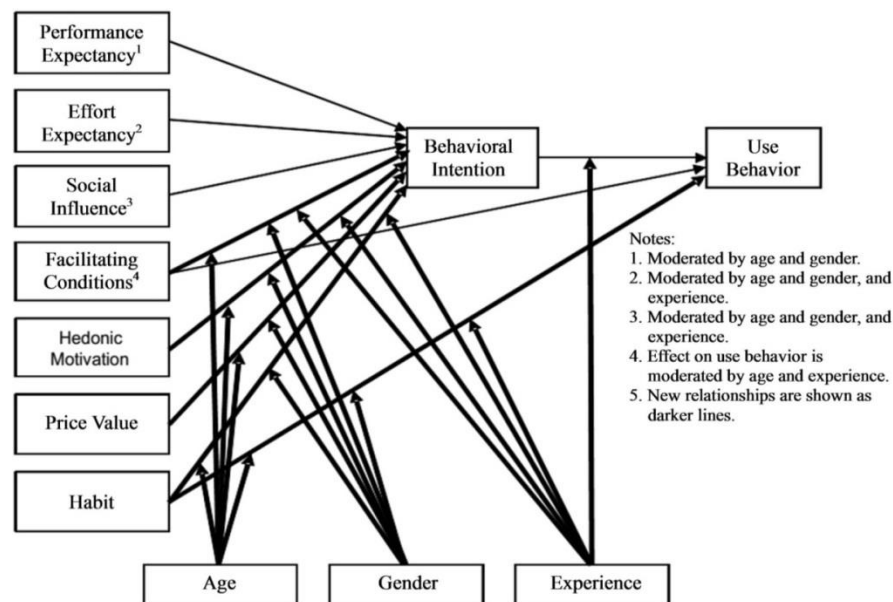 Performance
Expectancy¹
Effort
Expectancy²
Social
Influence³
Facilitating
Conditions⁴
Hedonic
Motivation
Price Value
Habit
Behavioral
Intention
Use
Behavior
Notes:
1. Moderated by age and gender.
2. Moderated by age and gender, and
experience.
3. Moderated by age and gender, and
experience.
4. Effect on use behavior is
moderated by age and experience.
5. New relationships are shown as
darker lines.
Age
Gender
Experience